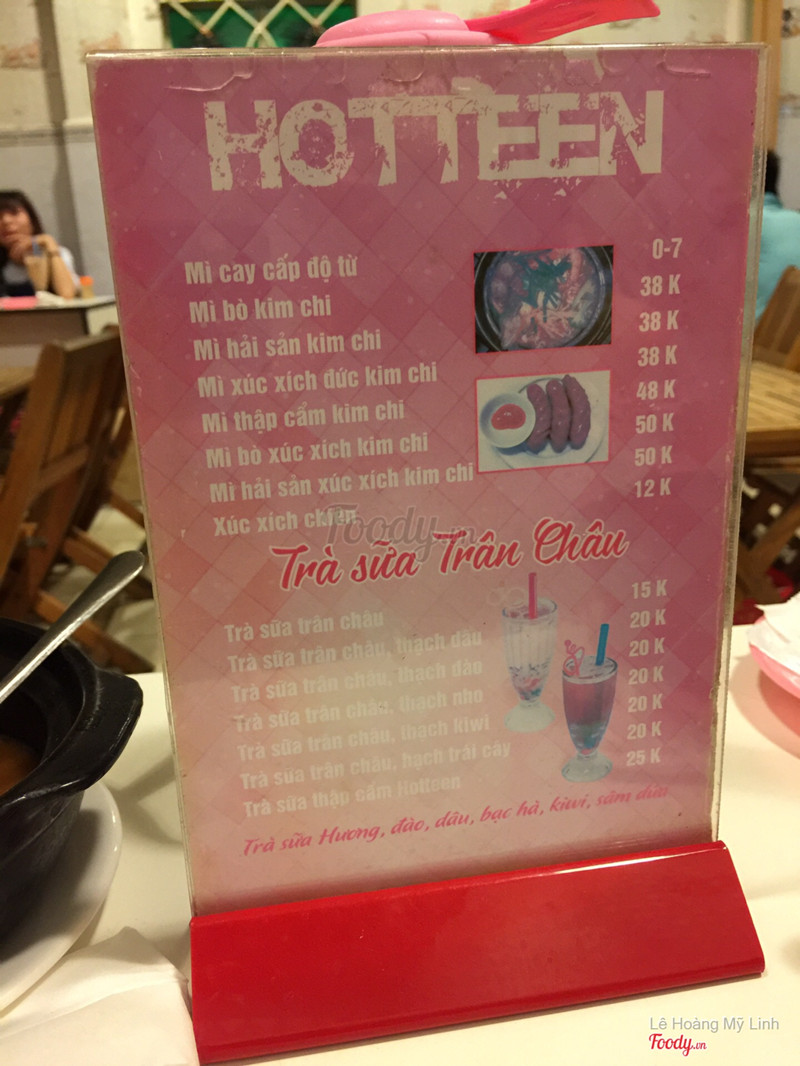 HOTTEEN
Mì cay cấp độ từ 0-7
Mì bò kim chi 38 K
Mì hải sản kim chi 38 K
Mì xúc xích đức kim chi 38 K
Mì thập cẩm kim chi 48 K
Mì bò xúc xích kim chi 50 K
Mì hải sản xúc xích kim chi 50 K
Xúc xích chiên 12 K
Foody.vn
Trà sữa Trân Châu
Trà sữa trân châu 15 K
Trà sữa trân châu, thạch dâu 20 K
Trà sữa trân châu, thạch đào 20 K
Trà sữa trân châu, thạch nho 20 K
Trà sữa trân châu, thạch kiwi 20 K
Trà sữa trân châu, hạch trái cây 20 K
Trà sữa thập cẩm Hotteen 25 K
Trà sữa Hương, đào, dâu, bạc hà, kiwi, sâm dứa
Lê Hoàng Mỹ Linh
Foody.vn